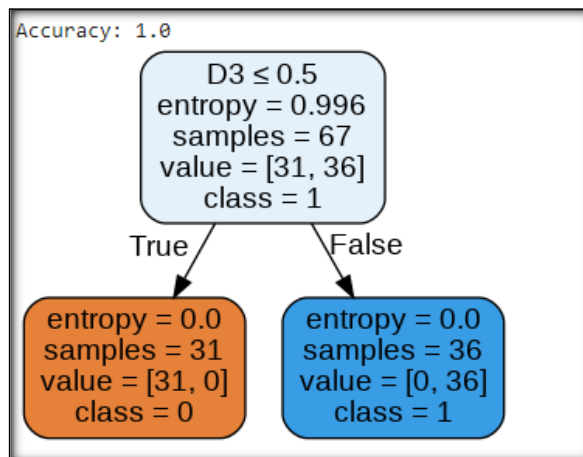 Accuracy: 1.0
D3 ≤ 0.5
entropy = 0.996
samples = 67
value = [31, 36]
class = 1
True
False
entropy = 0.0
samples = 31
value = [31, 0]
class = 0
entropy = 0.0
samples = 36
value = [0, 36]
class = 1